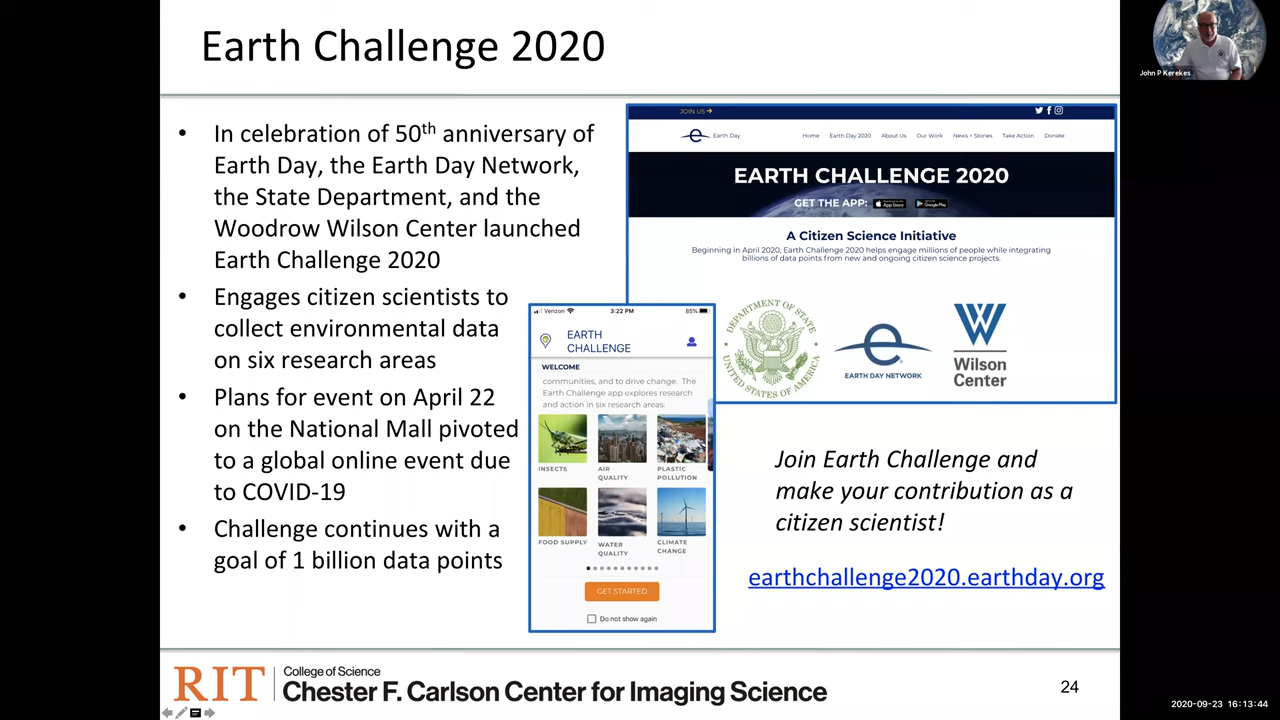 Earth Challenge 2020
John P Kerekes
• In celebration of 50th anniversary of
Earth Day, the Earth Day Network,
the State Department, and the
Woodrow Wilson Center launched
Earth Challenge 2020
• Engages citizen scientists to
collect environmental data
on six research areas
• Plans for event on April 22
on the National Mall pivoted
to a global online event due
to COVID-19
• Challenge continues with a
goal of 1 billion data points
JOIN US →
Earth Day
Home Earth Day 2020 About Us Our Work News + Stories Take Action Donate
EARTH CHALLENGE 2020
GET THE APP: App Store Google Play
A Citizen Science Initiative
Beginning in April 2020, Earth Challenge 2020 helps engage millions of people while integrating
billions of data points from new and ongoing citizen science projects.
DEPARTMENT OF STATE
UNITED STATES OF AMERICA
EARTH DAY NETWORK
Wilson
Center
Verizon 3:22 PM 85%
EARTH
CHALLENGE
WELCOME
communities, and to drive change. The
Earth Challenge app explores research
and action in six research areas:
INSECTS
AIR
QUALITY
PLASTIC
POLLUTION
FOOD SUPPLY
WATER
QUALITY
CLIMATE
CHANGE
GET STARTED
Do not show again
Join Earth Challenge and
make your contribution as a
citizen scientist!
earthchallenge2020.earthday.org
RIT
College of Science
Chester F. Carlson Center for Imaging Science
24
2020-09-23 16:13:44